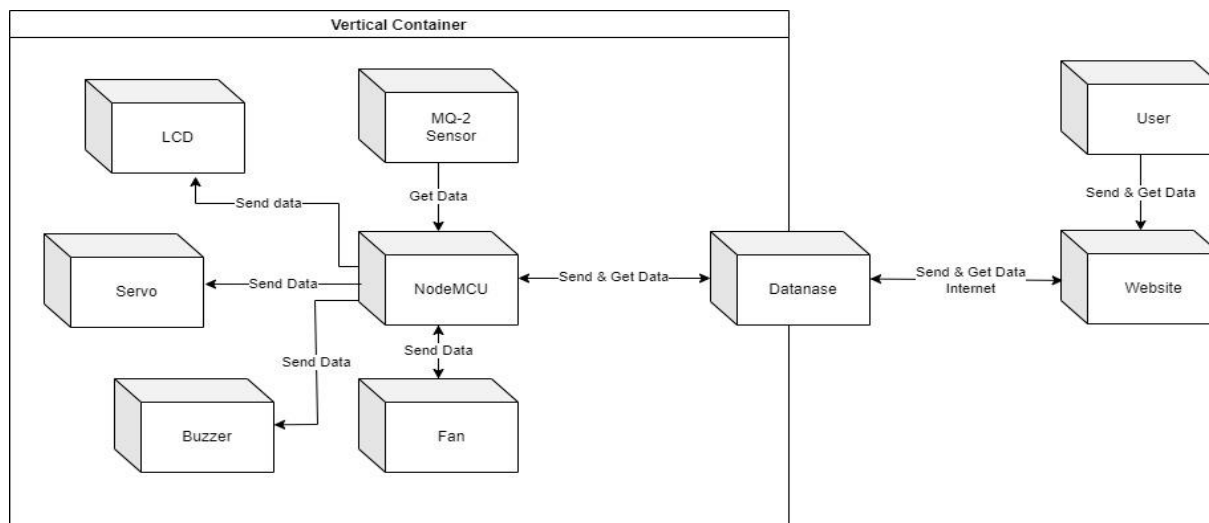 Vertical Container
LCD
MQ-2
Sensor
User
Send data
Get Data
Send & Get Data
Servo
Send Data
NodeMCU
Send & Get Data
Datanase
Send & Get Data
Internet
Website
Send Data
Send Data
Buzzer
Fan